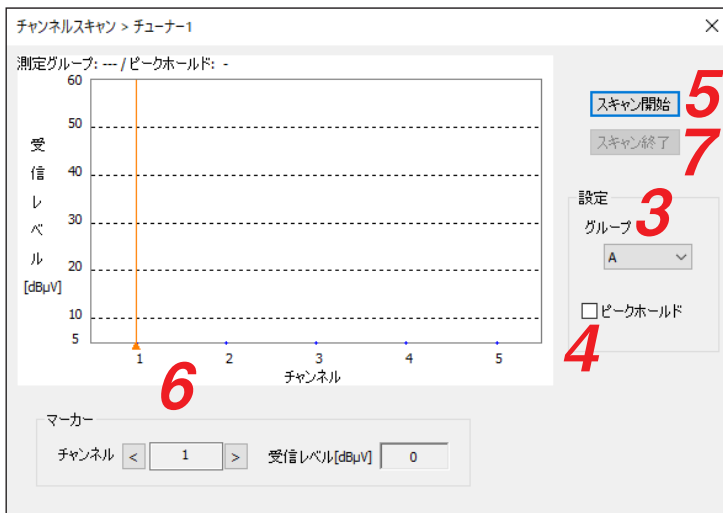 チャンネルスキャン > チューナー1
測定グループ: --- / ピークホールド: -
60
50
40
30
20
10
5
受信レベル
[dBµV]
1 2 3 4 5
チャンネル
6
スキャン開始 5
スキャン終了 7
設定
グループ 3
A
ピークホールド
4
マーカー
チャンネル < 1 > 受信レベル[dBµV] 0